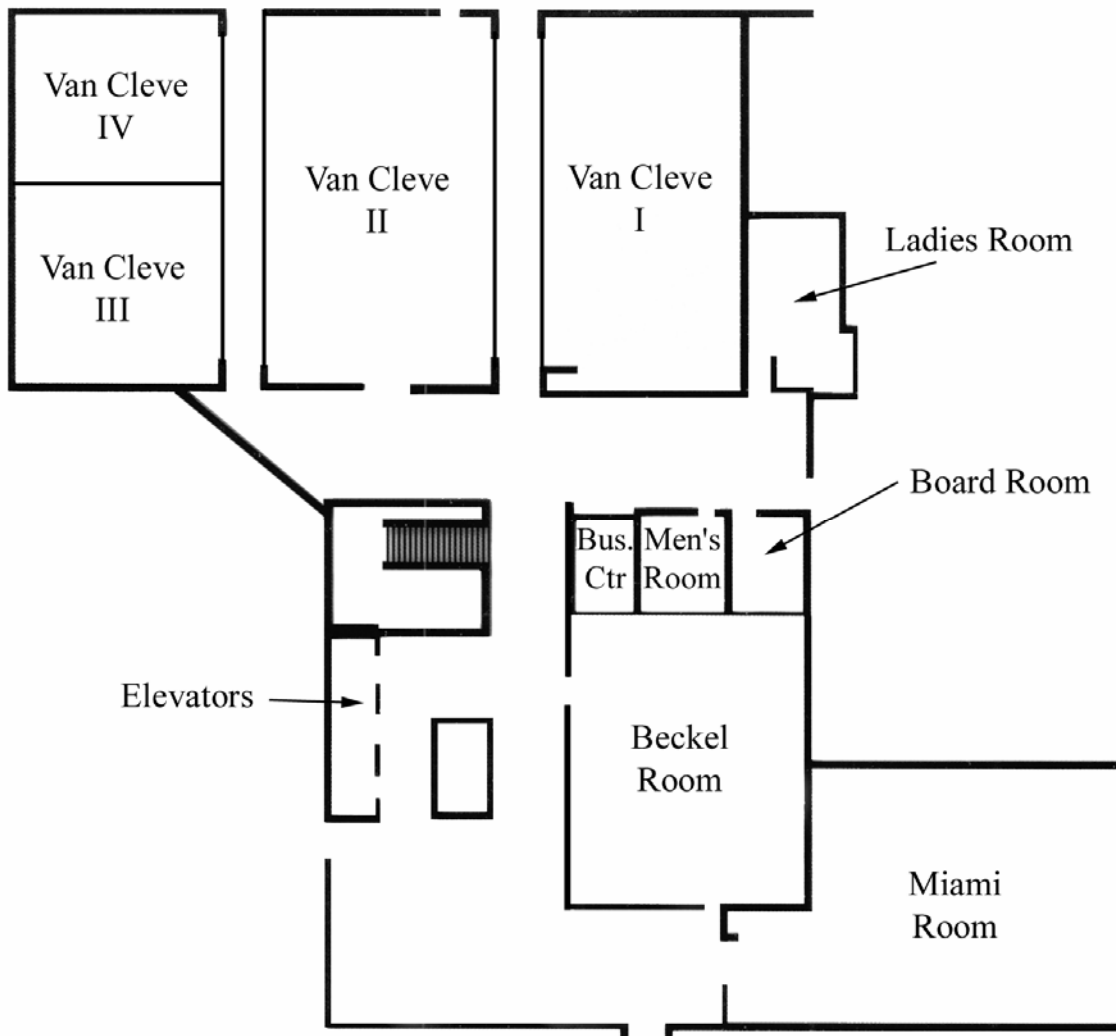 Van Cleve
IV
Van Cleve
II
Van Cleve
I
Ladies Room
Van Cleve
III
Board Room
Bus.
Ctr
Men's
Room
Elevators
Beckel
Room
Miami
Room